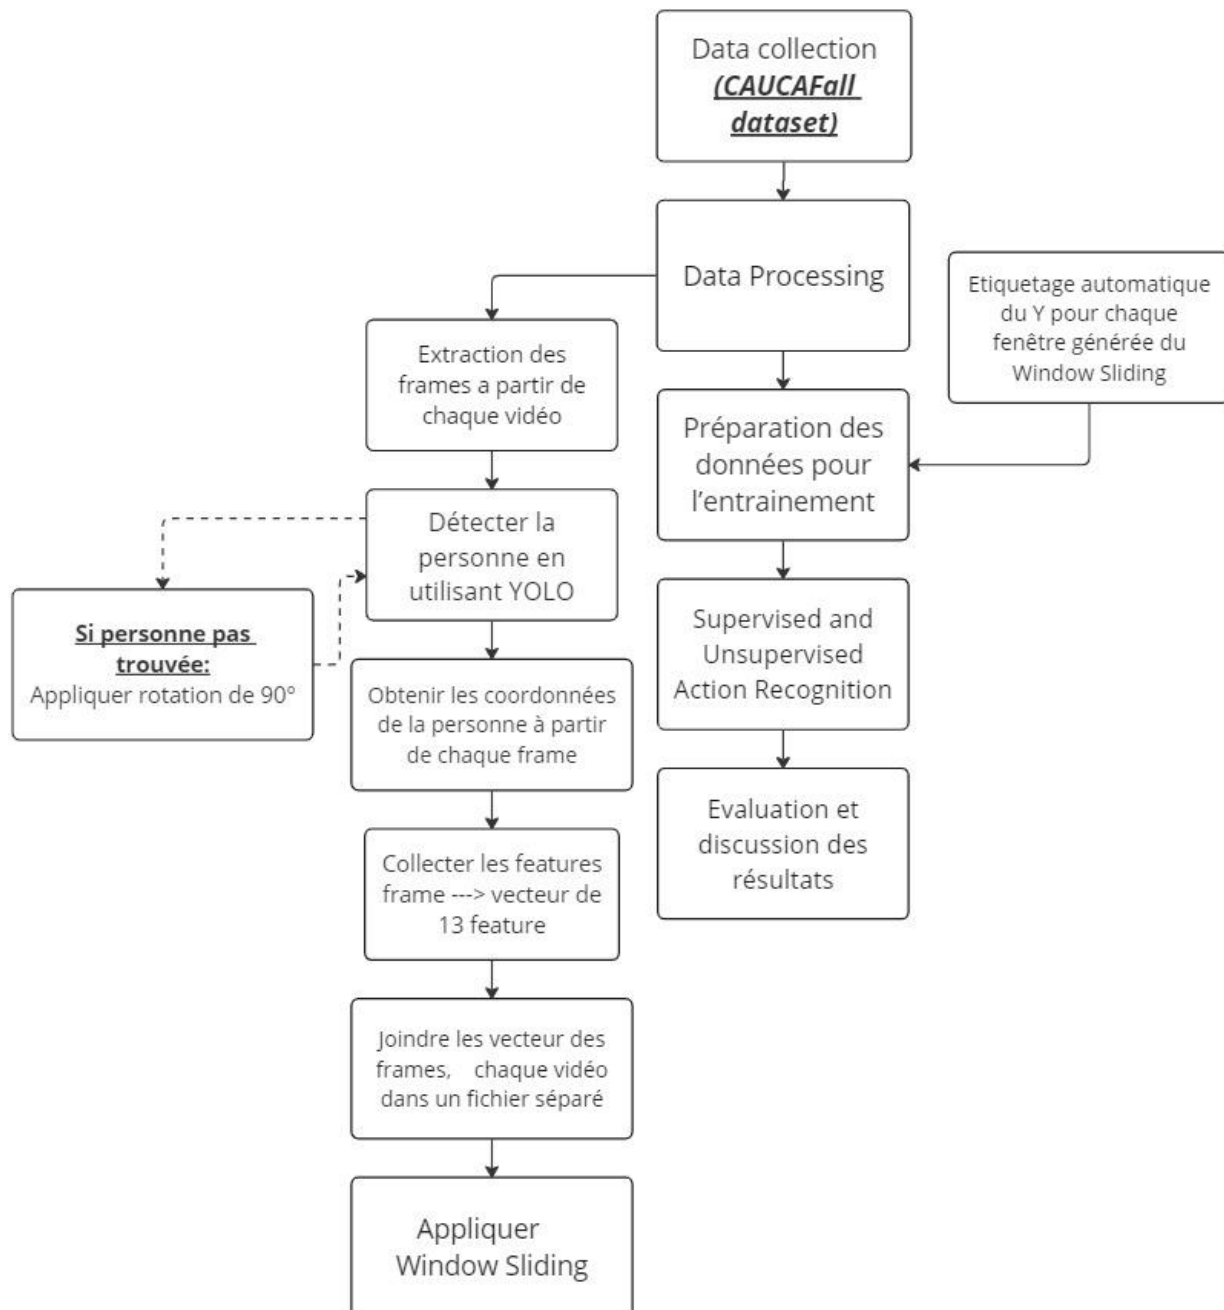 Data collection
(CAUCAFall
dataset)
Data Processing
Etiquetage automatique
du Y pour chaque
fenêtre générée du
Window Sliding
Extraction des
frames a partir de
chaque vidéo
Préparation des
données pour
l'entrainement
Détecter la
personne en
utilisant YOLO
Si personne pas
trouvée:
Appliquer rotation de 90°
Supervised and
Unsupervised
Action Recognition
Obtenir les coordonnées
de la personne à partir
de chaque frame
Evaluation et
discussion des
résultats
Collecter les features
frame ---> vecteur de
13 feature
Joindre les vecteur des
frames, chaque vidéo
dans un fichier séparé
Appliquer
Window Sliding